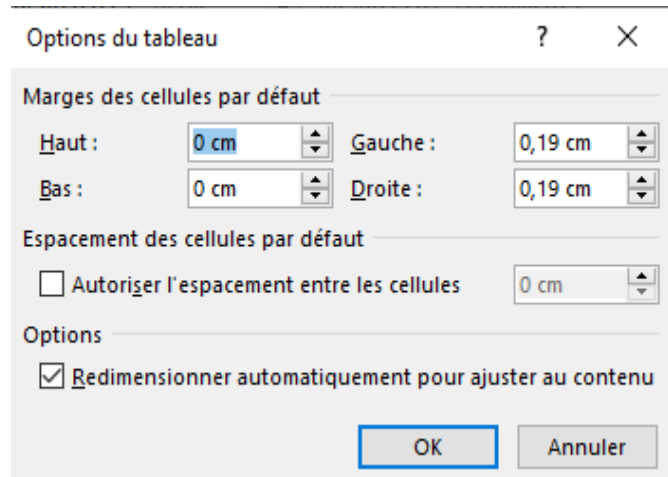 Options du tableau ? ×
Marges des cellules par défaut
Haut : 0 cm Gauche : 0,19 cm
Bas : 0 cm Droite : 0,19 cm
Espacement des cellules par défaut
Autoriser l'espacement entre les cellules 0 cm
Options
Redimensionner automatiquement pour ajuster au contenu
OK Annuler